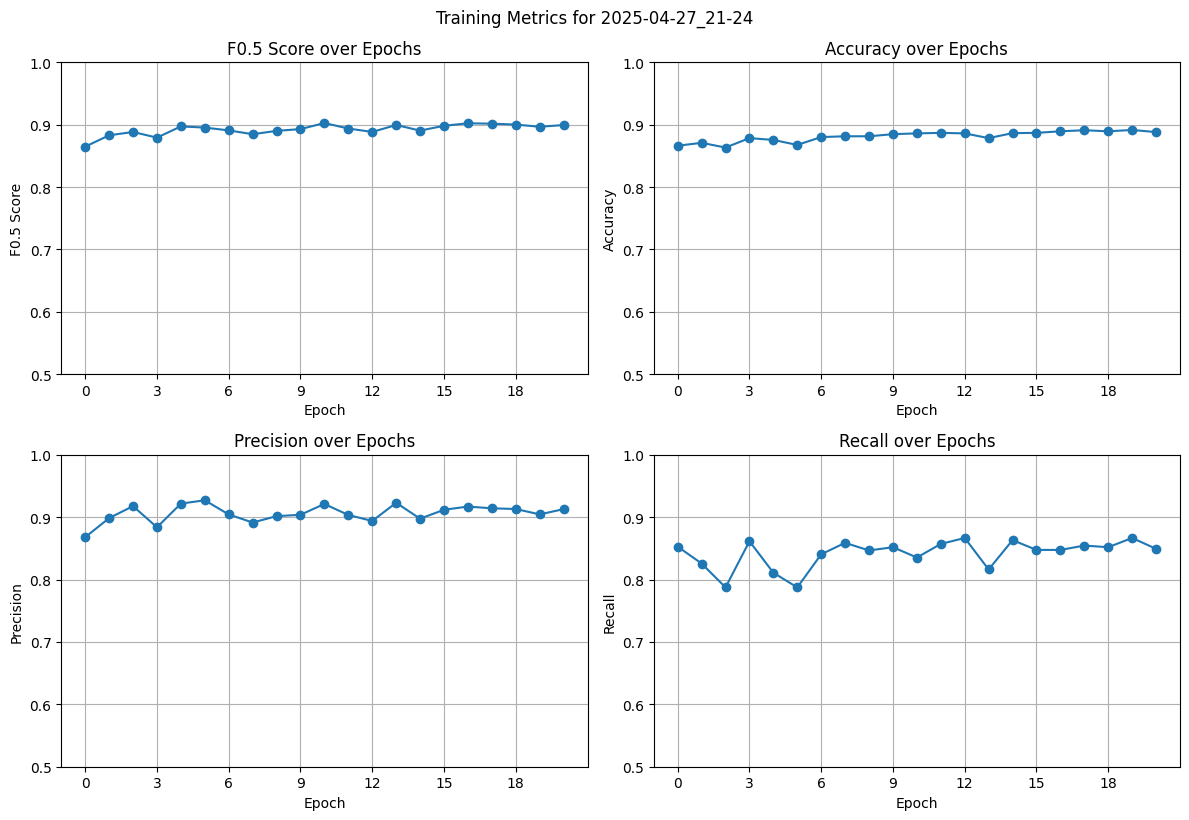 Training Metrics for 2025-04-27_21-24
F0.5 Score over Epochs
1.0
0.9
0.8
0.7
0.6
0.5
F0.5 Score
0 3 6 9 12 15 18
Epoch
Accuracy over Epochs
1.0
0.9
0.8
0.7
0.6
0.5
Accuracy
0 3 6 9 12 15 18
Epoch
Precision over Epochs
1.0
0.9
0.8
0.7
0.6
0.5
Precision
0 3 6 9 12 15 18
Epoch
Recall over Epochs
1.0
0.9
0.8
0.7
0.6
0.5
Recall
0 3 6 9 12 15 18
Epoch